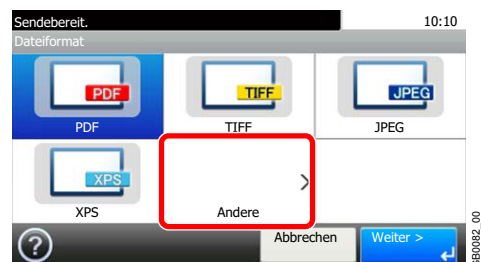 Sendebereit. 10:10
Dateiformat
PDF TIFF JPEG
PDF TIFF JPEG
XPS
XPS Andere
? Abbrechen Weiter >
GB0082_00